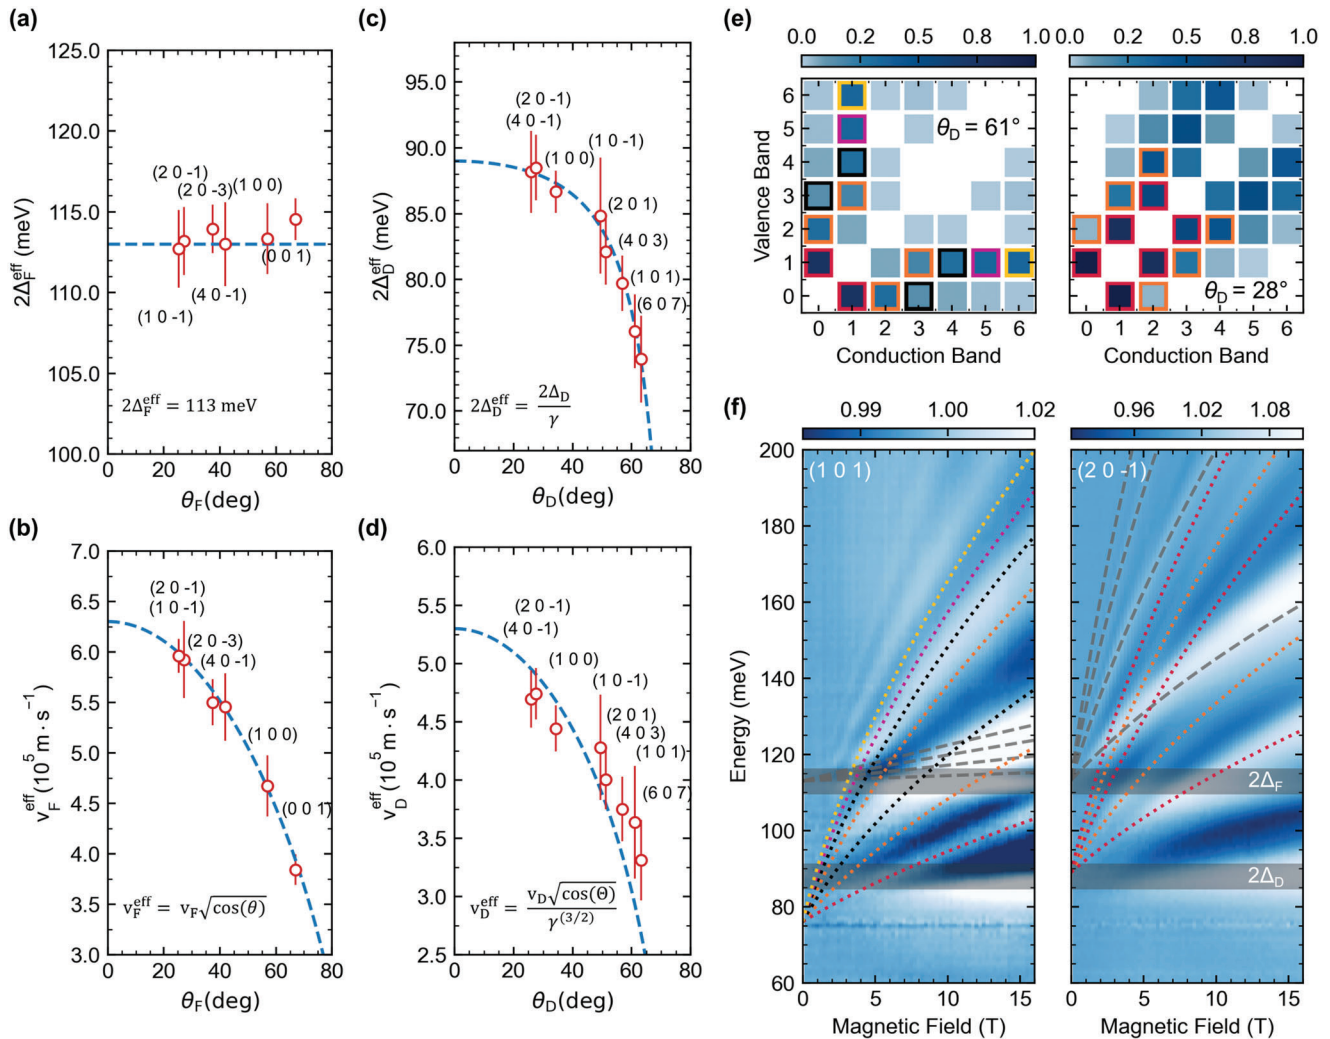 (a)
125.0
120.0
115.0
110.0
105.0
100.0
2Δ_F^eff (meV)
(2 0 -1)
(2 0 -3)
(1 0 0)
(0 0 1)
(4 0 -1)
(1 0 -1)
2Δ_F^eff = 113 meV
0 20 40 60 80
θ_F(deg)
(b)
7.0
6.5
6.0
5.5
5.0
4.5
4.0
3.5
3.0
v_F^eff (10^5 m · s^−1)
(2 0 -1)
(1 0 -1)
(2 0 -3)
(4 0 -1)
(1 0 0)
(0 0 1)
v_F^eff = v_F√cos(θ)
0 20 40 60 80
θ_F(deg)
(c)
95.0
90.0
85.0
80.0
75.0
70.0
2Δ_D^eff (meV)
(2 0 -1)
(4 0 -1)
(1 0 0)
(1 0 -1)
(2 0 1)
(4 0 3)
(1 0 1)
(6 0 7)
2Δ_D^eff = 2Δ_D / γ
0 20 40 60 80
θ_D(deg)
(d)
6.0
5.5
5.0
4.5
4.0
3.5
3.0
2.5
v_D^eff (10^5 m · s^−1)
(2 0 -1)
(4 0 -1)
(1 0 0)
(1 0 -1)
(2 0 1)
(4 0 3)
(1 0 1)
(6 0 7)
v_D^eff = v_D√cos(Θ) / γ^(3/2)
0 20 40 60 80
θ_D(deg)
(e)
0.0 0.2 0.5 0.8 1.0
6
5
4
3
2
1
0
Valence Band
θ_D = 61°
0 1 2 3 4 5 6
Conduction Band
0.0 0.2 0.5 0.8 1.0
θ_D = 28°
0 1 2 3 4 5 6
Conduction Band
(f)
0.99 1.00 1.02
200
180
160
140
120
100
80
60
Energy (meV)
(1 0 1)
0 5 10 15
Magnetic Field (T)
0.96 1.02 1.08
(2 0 -1)
2Δ_F
2Δ_D
0 5 10 15
Magnetic Field (T)